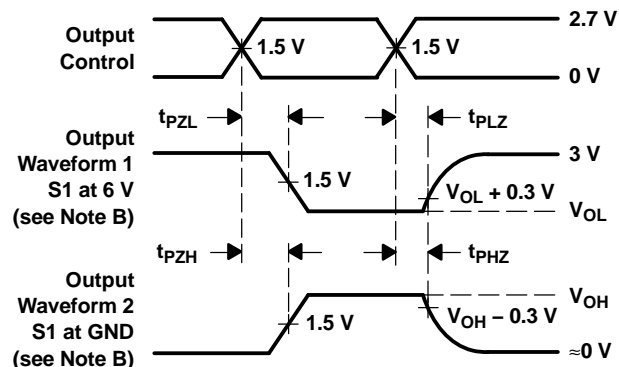 2.7 V
Output
Control
1.5 V
1.5 V
0 V
tPZL
tPLZ
Output
Waveform 1
S1 at 6 V
(see Note B)
3 V
1.5 V
VOL + 0.3 V
VOL
tPZH
tPHZ
Output
Waveform 2
S1 at GND
(see Note B)
VOH
1.5 V
VOH − 0.3 V
≈0 V